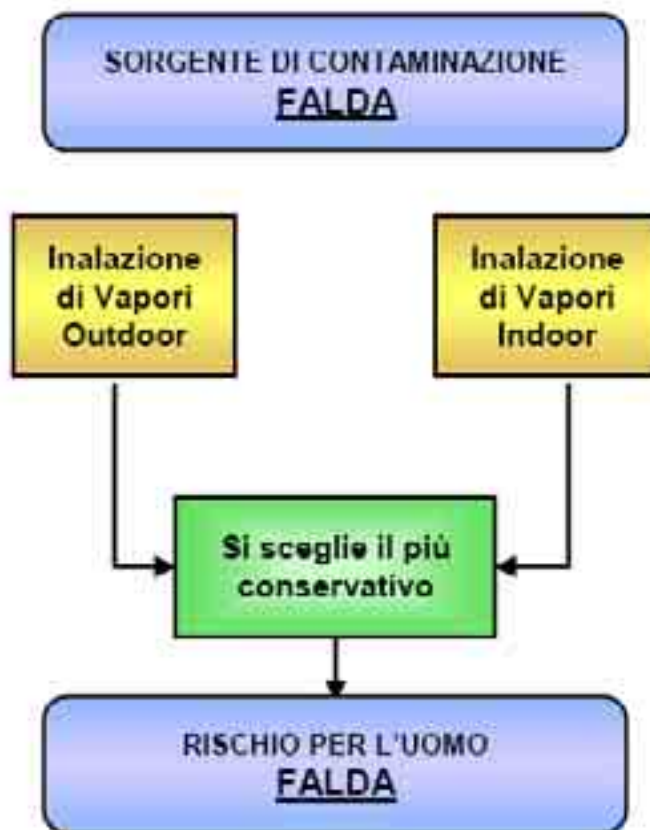 SORGENTE DI CONTAMINAZIONE
FALDA
Inalazione
di Vapori
Outdoor
Inalazione
di Vapori
Indoor
Si sceglie il più
conservativo
RISCHIO PER L'UOMO
FALDA